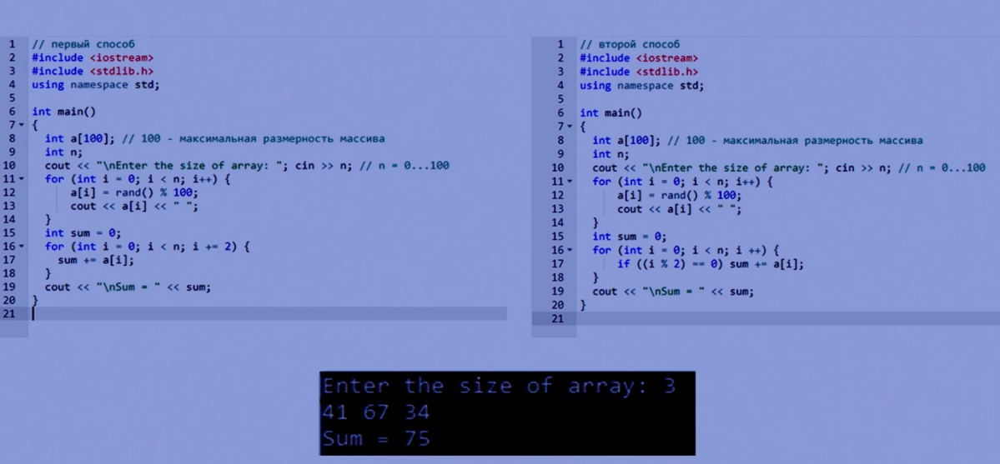 1 // первый способ
2 #include <iostream>
3 #include <stdlib.h>
4 using namespace std;
5
6 int main()
7 {
8 int a[100]; // 100 - максимальная размерность массива
9 int n;
10 cout << "\nEnter the size of array: "; cin >> n; // n = 0...100
11 for (int i = 0; i < n; i++) {
12 a[i] = rand() % 100;
13 cout << a[i] << " ";
14 }
15 int sum = 0;
16 for (int i = 0; i < n; i += 2) {
17 sum += a[i];
18 }
19 cout << "\nSum = " << sum;
20 }
21
1 // второй способ
2 #include <iostream>
3 #include <stdlib.h>
4 using namespace std;
5
6 int main()
7 {
8 int a[100]; // 100 - максимальная размерность массива
9 int n;
10 cout << "\nEnter the size of array: "; cin >> n; // n = 0...100
11 for (int i = 0; i < n; i++) {
12 a[i] = rand() % 100;
13 cout << a[i] << " ";
14 }
15 int sum = 0;
16 for (int i = 0; i < n; i ++) {
17 if ((i % 2) == 0) sum += a[i];
18 }
19 cout << "\nSum = " << sum;
20 }
21
Enter the size of array: 3
41 67 34
Sum = 75